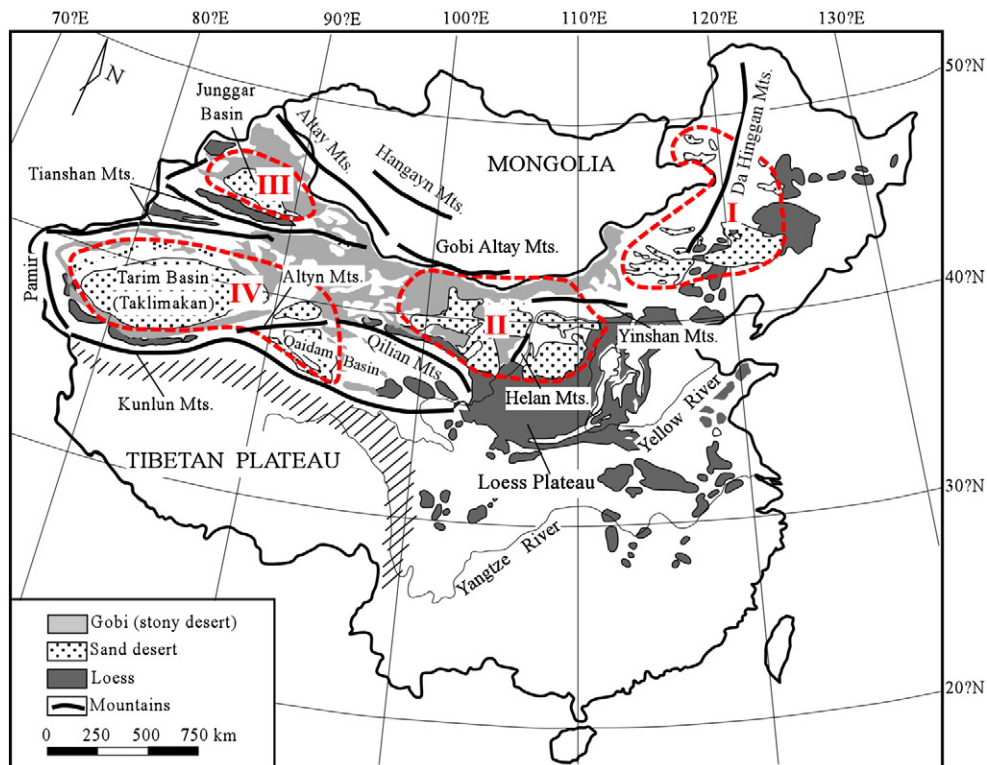 70?E
80?E
90?E
100?E
110?E
120?E
130?E
50?N
40?N
30?N
20?N
N
Junggar
Basin
Altay Mts.
Hangayn Mts.
MONGOLIA
Da Hinggan Mts.
Tianshan Mts.
III
I
Gobi Altay Mts.
Pamir
Tarim Basin
(Taklimakan)
IV
Altyn Mts.
II
Qaidam Basin
Qilian Mts.
Yinshan Mts.
Kunlun Mts.
Helan Mts.
Yellow River
TIBETAN PLATEAU
Loess Plateau
Yangtze River
Gobi (stony desert)
Sand desert
Loess
Mountains
0 250 500 750 km